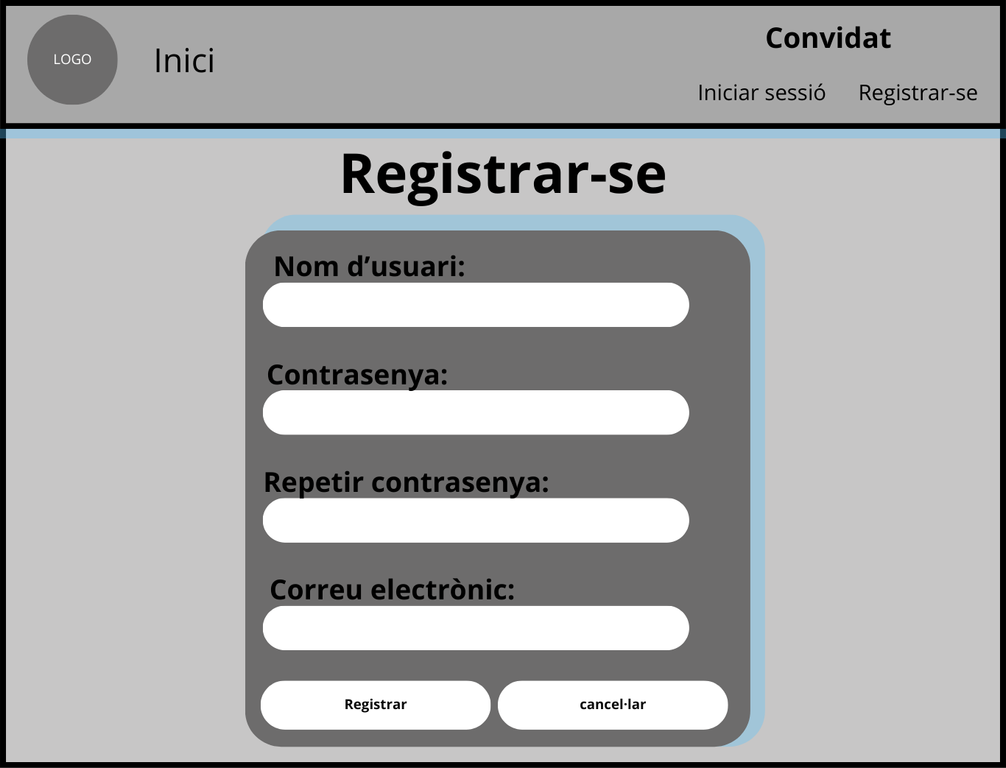 LOGO
Inici
Convidat
Iniciar sessió
Registrar-se
Registrar-se
Nom d’usuari:
Contrasenya:
Repetir contrasenya:
Correu electrònic:
Registrar
cancel·lar